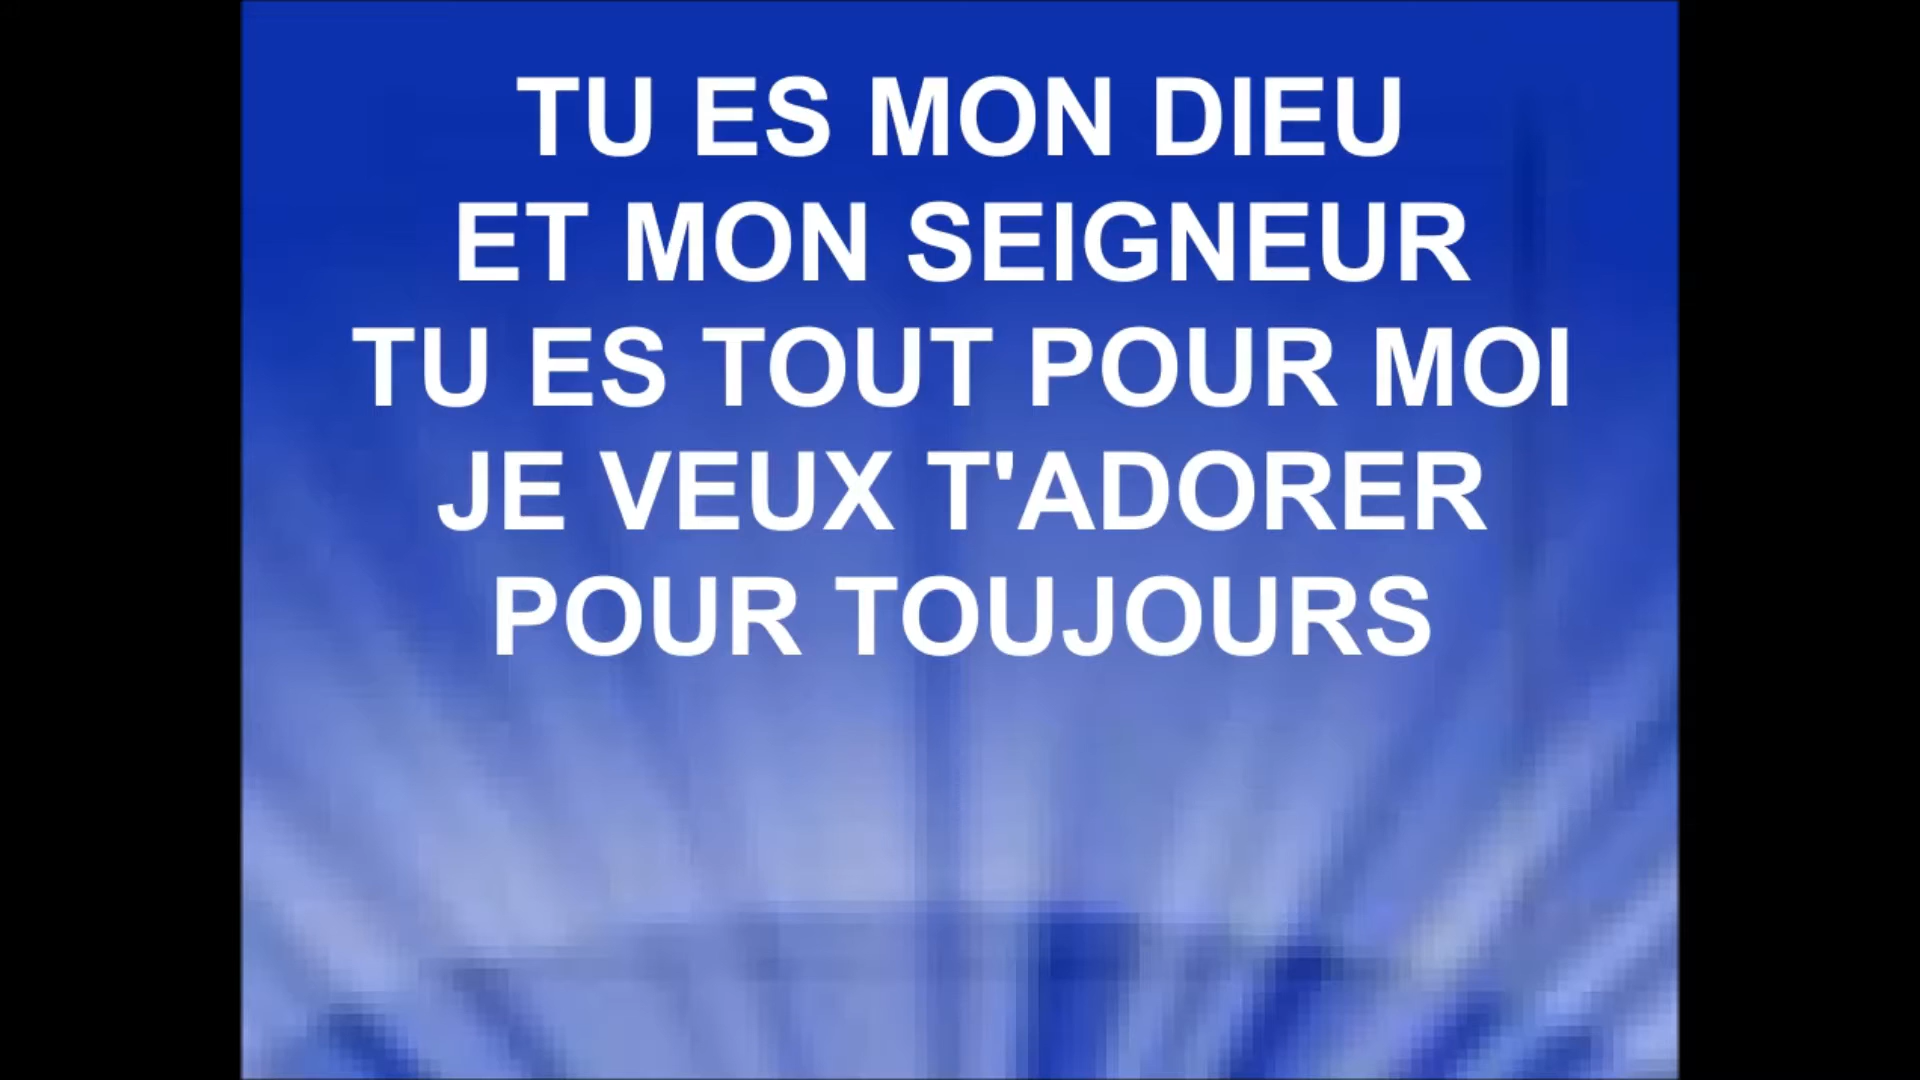 TU ES MON DIEU
ET MON SEIGNEUR
TU ES TOUT POUR MOI
JE VEUX T'ADORER
POUR TOUJOURS